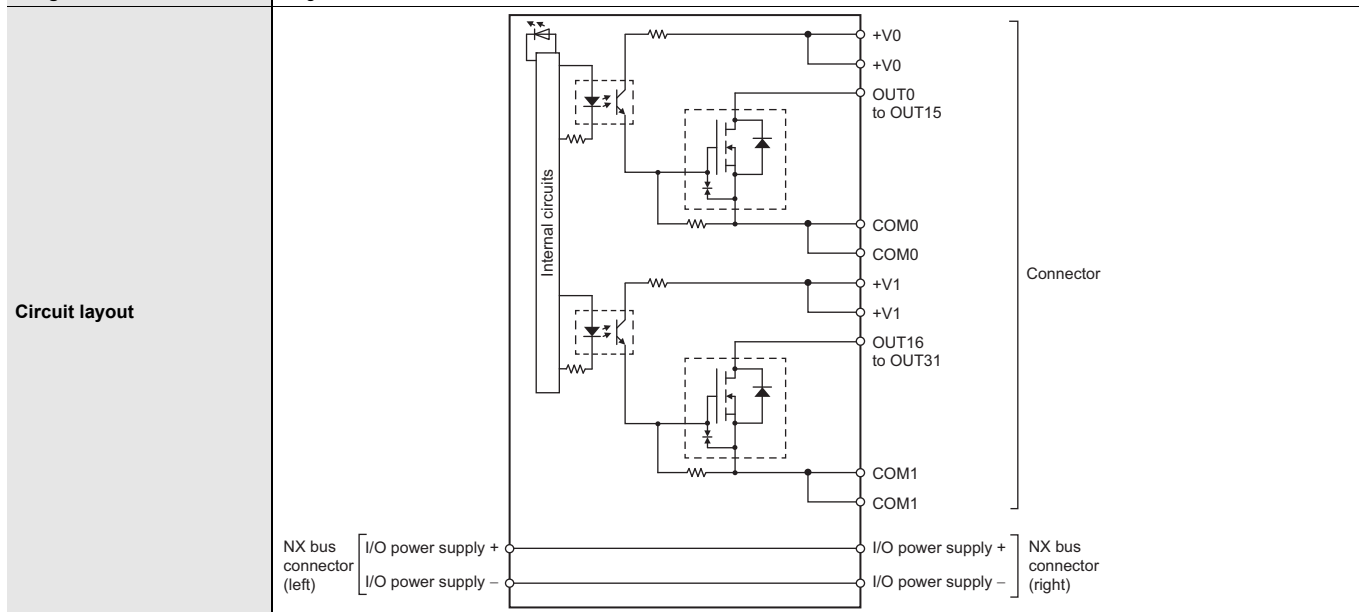 Circuit layout
Internal circuits
+V0
+V0
OUT0
to OUT15
COM0
COM0
+V1
+V1
OUT16
to OUT31
COM1
COM1
Connector
NX bus
connector
(left)
I/O power supply +
I/O power supply −
I/O power supply +
I/O power supply −
NX bus
connector
(right)